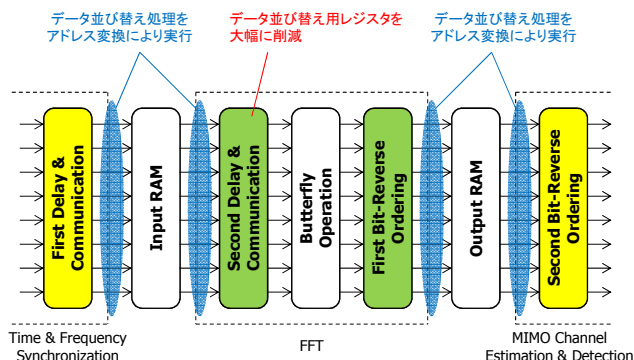 データ並び替え処理を
アドレス変換により実行
データ並び替え用レジスタを
大幅に削減
データ並び替え処理を
アドレス変換により実行
First Delay &
Communication
Input RAM
Second Delay &
Communication
Butterfly
Operation
First Bit-Reverse
Ordering
Output RAM
Second Bit-Reverse
Ordering
Time & Frequency
Synchronization
FFT
MIMO Channel
Estimation & Detection